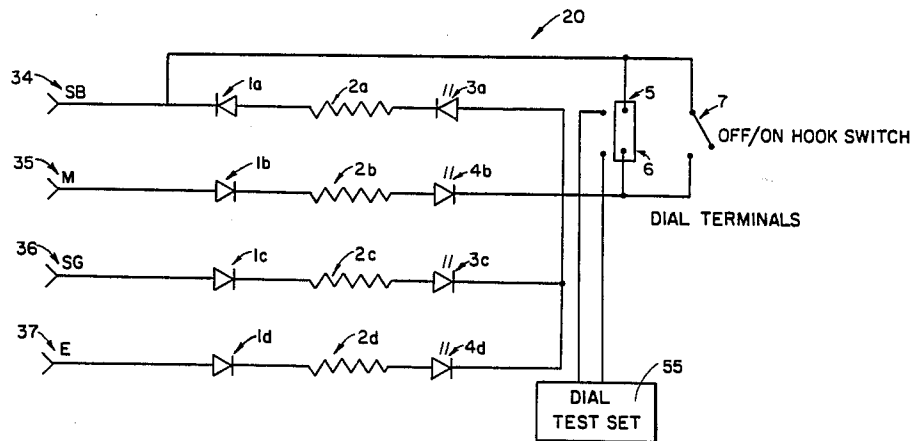 20
34 SB 1a 2a 3a 5 7
OFF/ON HOOK SWITCH
6
35 M 1b 2b 4b
DIAL TERMINALS
36 SG 1c 2c 3c
37 E 1d 2d 4d
55
DIAL
TEST SET